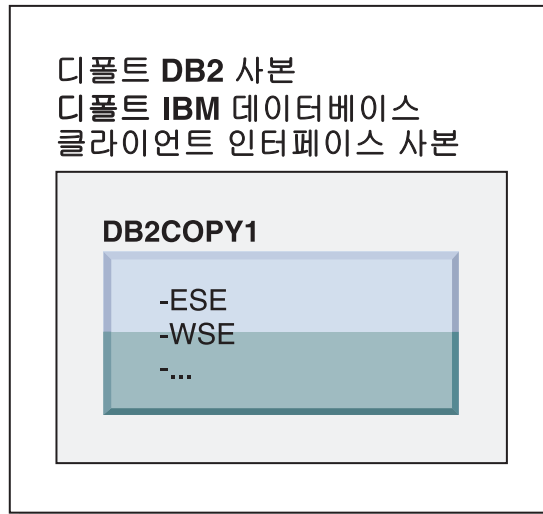 디폴트 DB2 사본
디폴트 IBM 데이터베이스
클라이언트 인터페이스 사본
DB2COPY1
-ESE
-WSE
-...